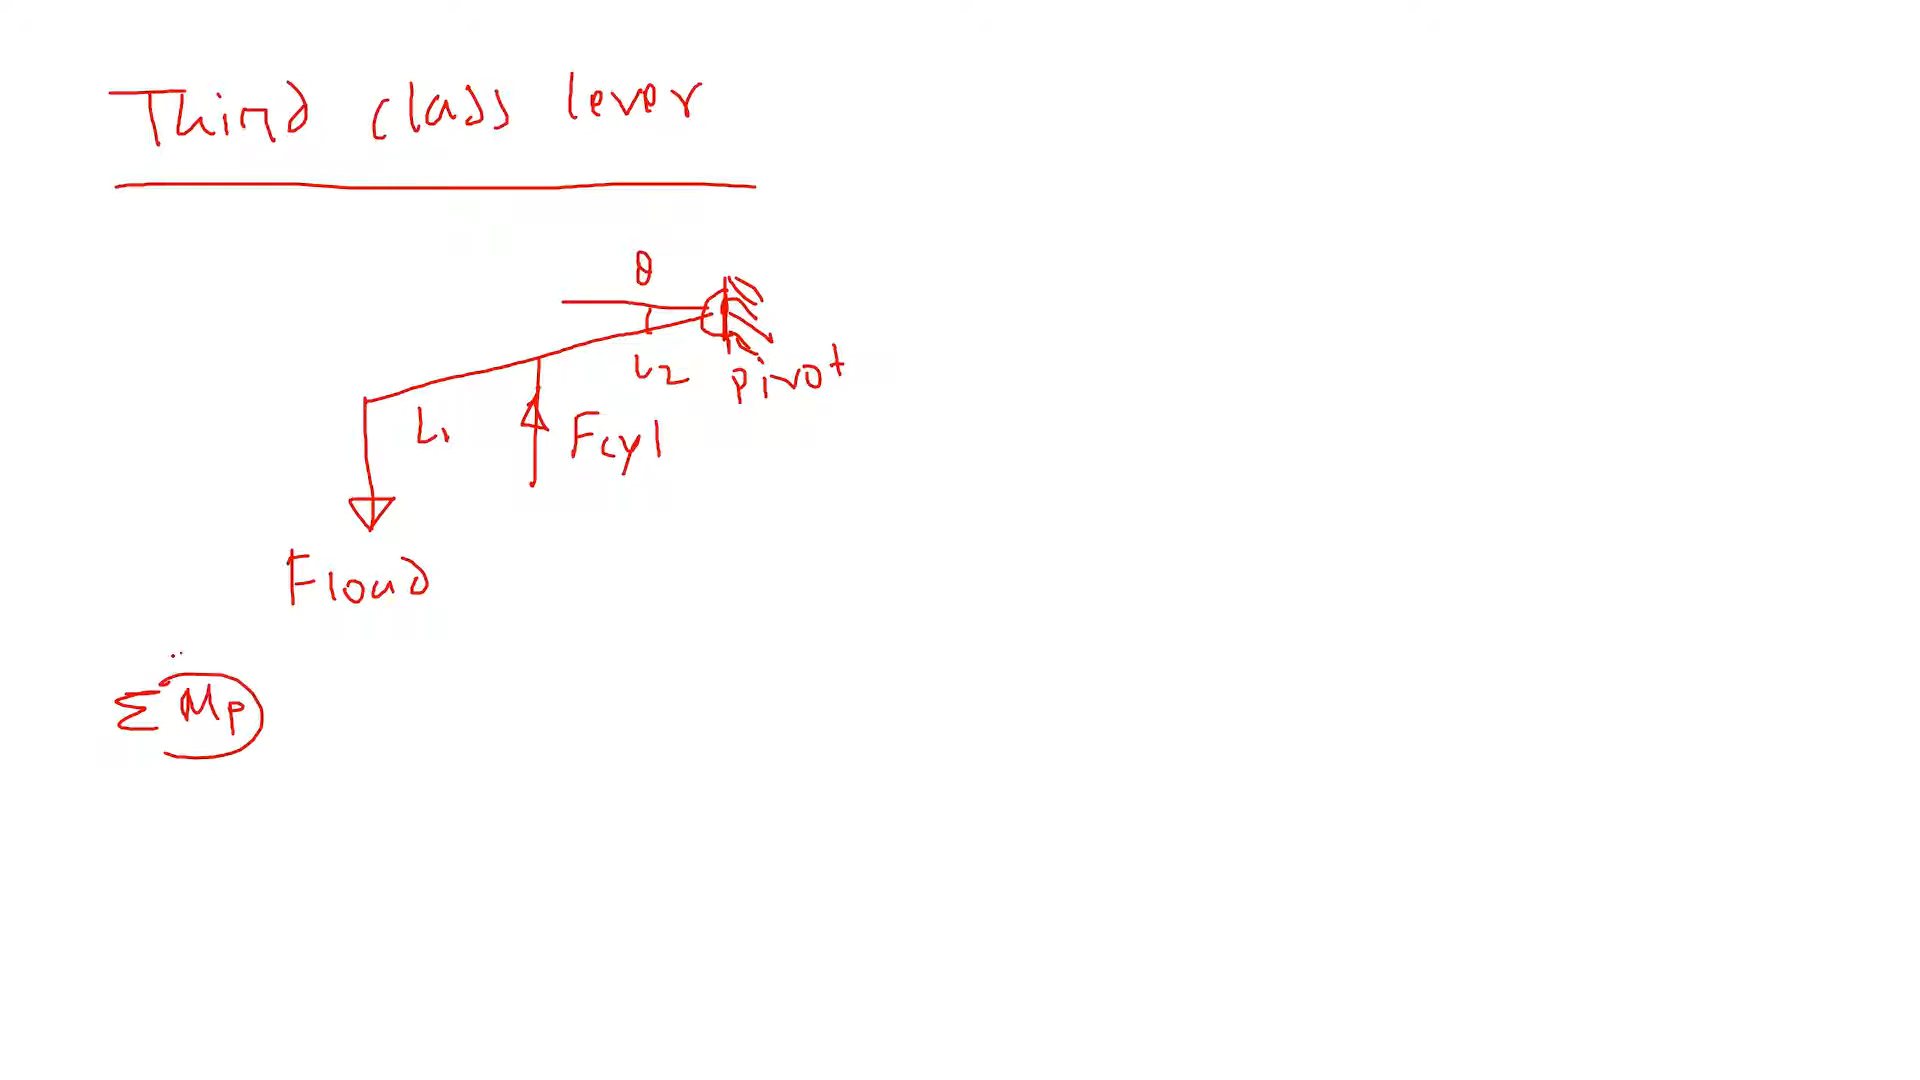 Third class lever
θ
L2
pivot
L1
Fcyl
Fload
ΣMp